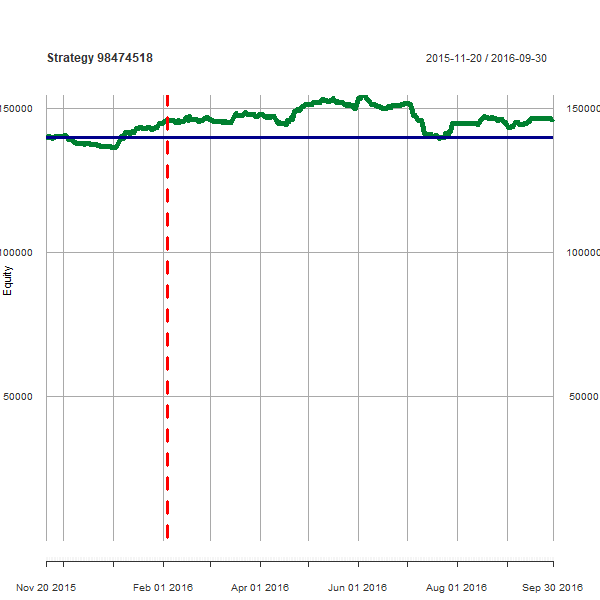 Strategy 98474518
2015-11-20 / 2016-09-30
150000 150000
100000 100000
Equity
50000 50000
Nov 20 2015 Feb 01 2016 Apr 01 2016 Jun 01 2016 Aug 01 2016 Sep 30 2016